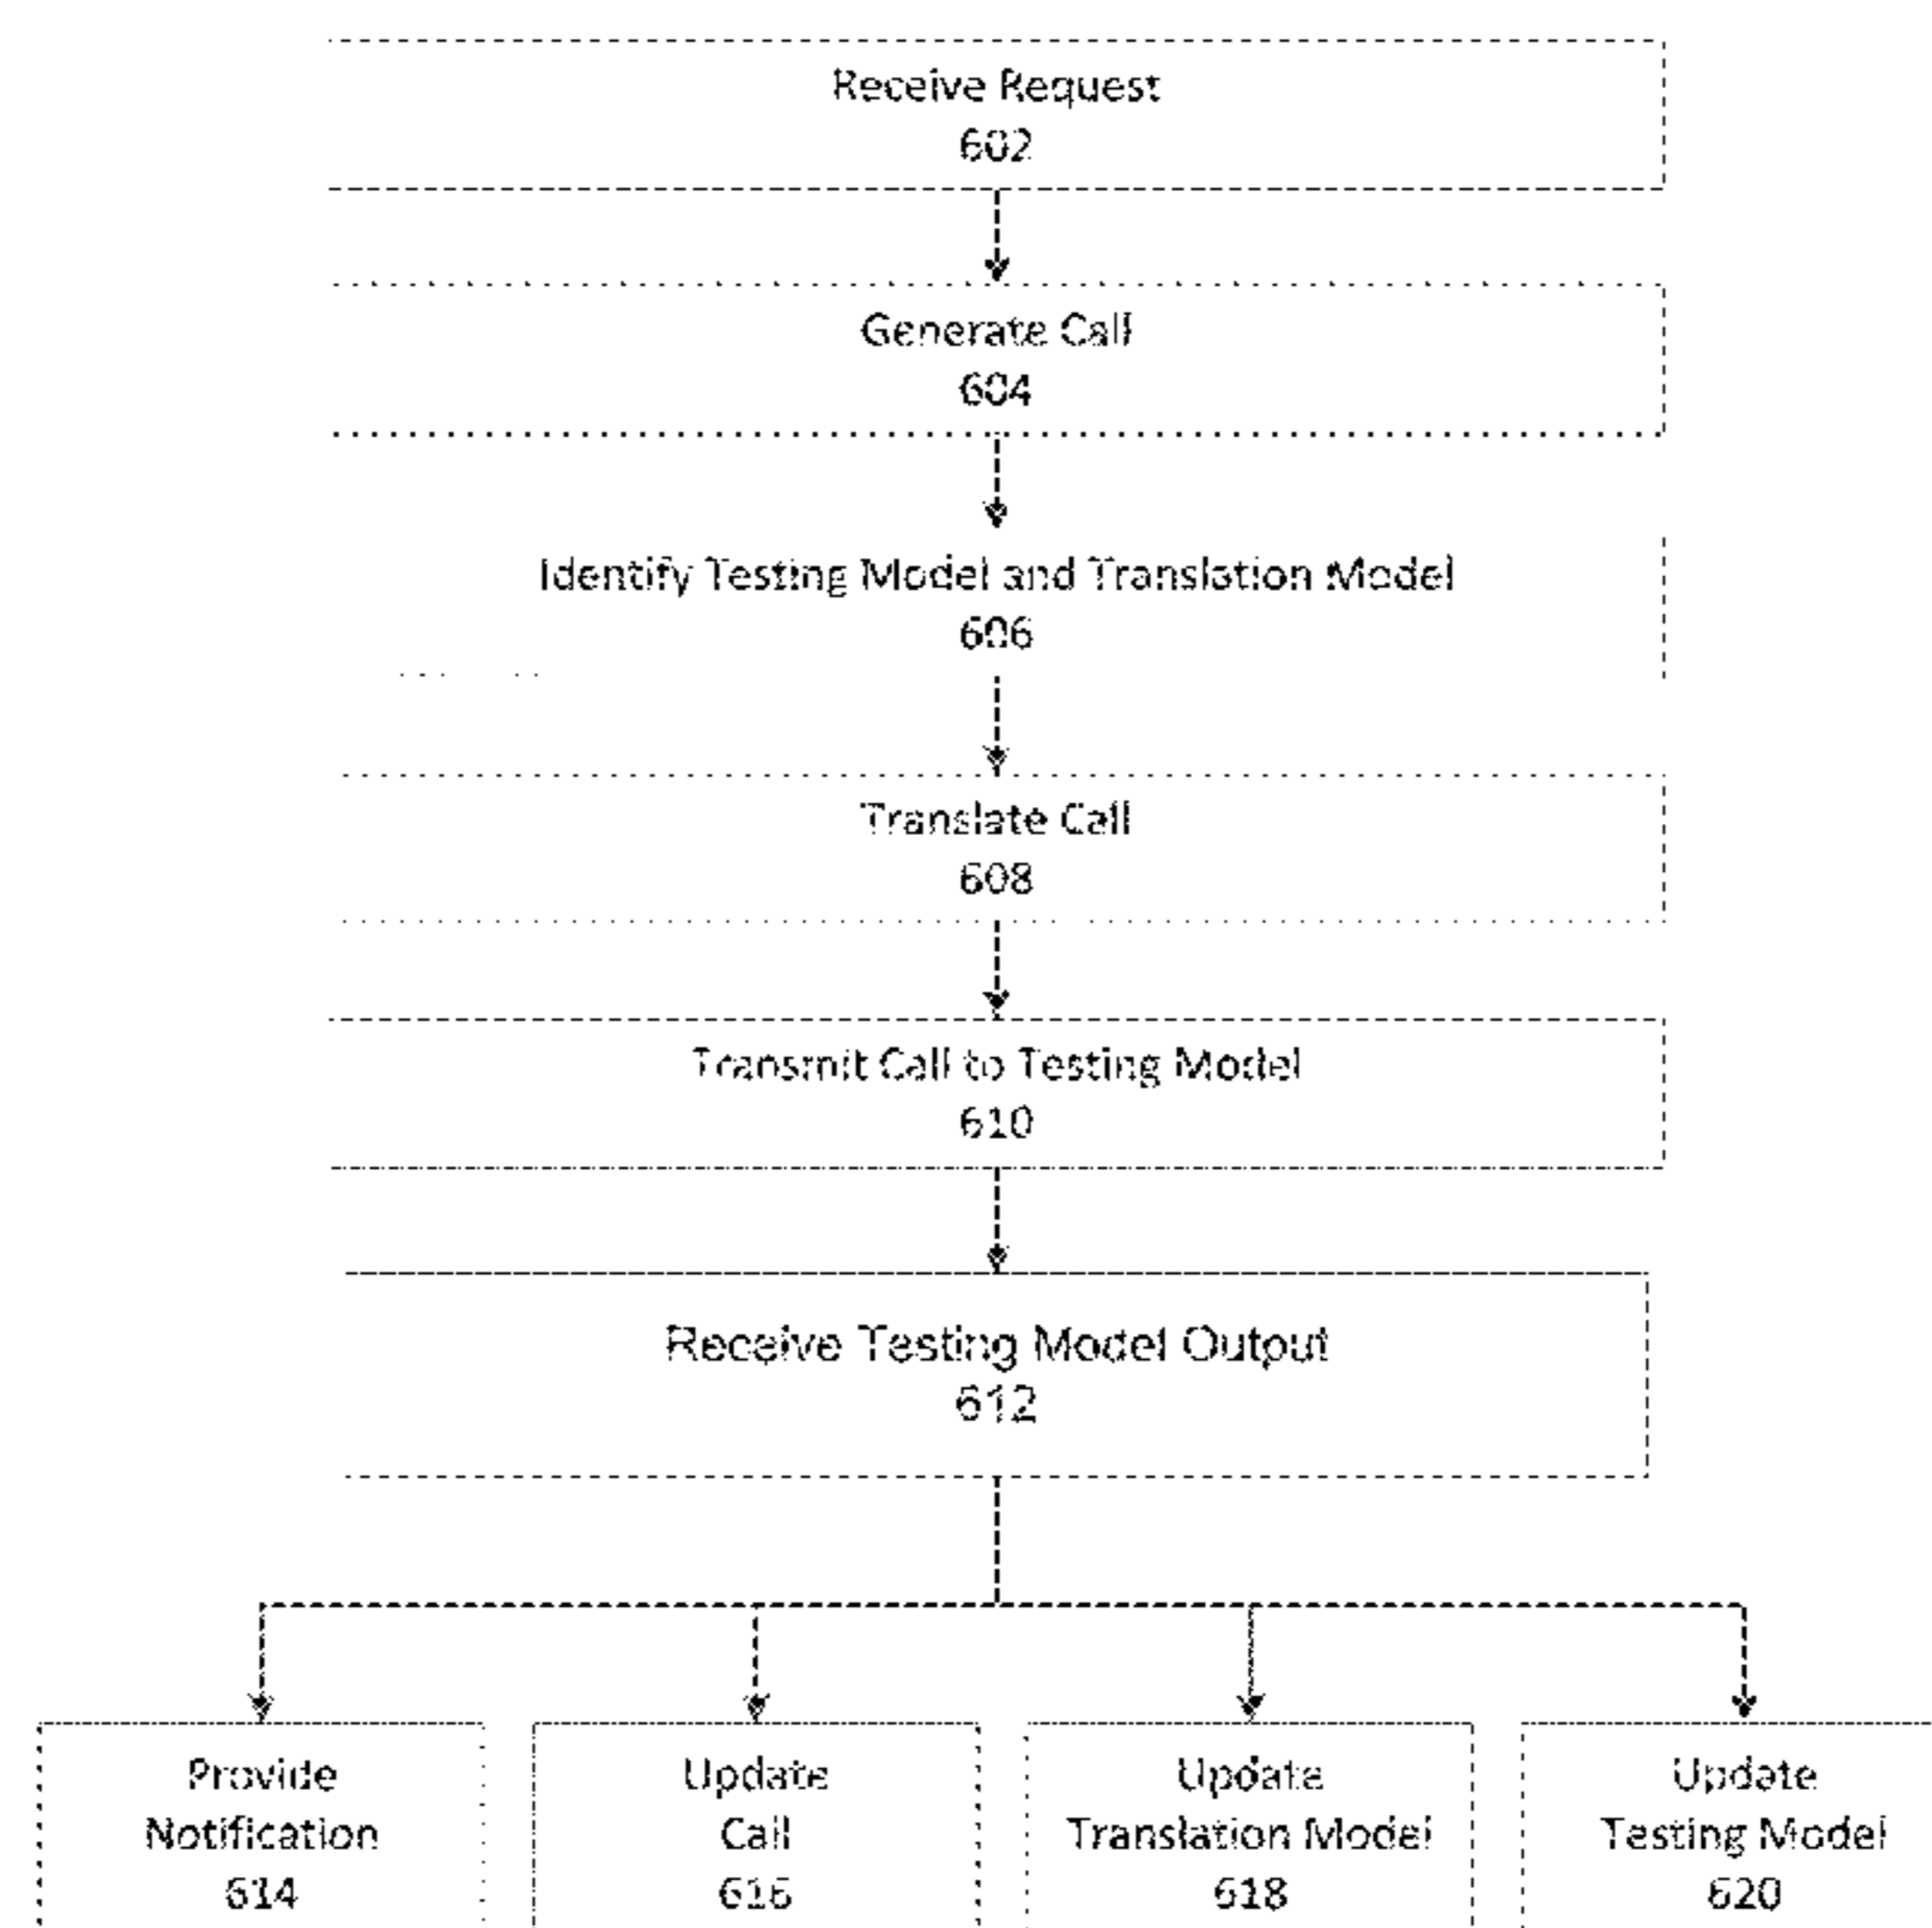 Receive Request
602
Generate Call
604
Identify Testing Model and Translation Model
606
Translate Call
608
Transmit Call to Testing Model
610
Receive Testing Model Output
612
Provide
Notification
614
Update
Call
616
Update
Translation Model
618
Update
Testing Model
620